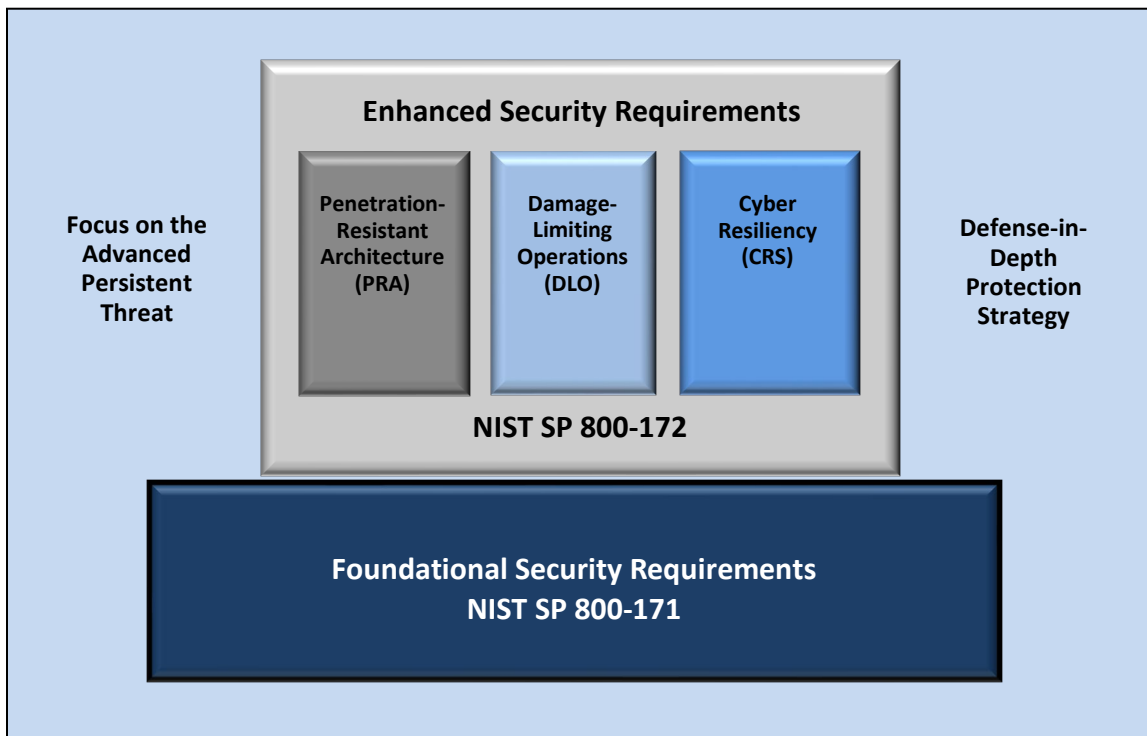 Enhanced Security Requirements
Penetration-
Resistant
Architecture
(PRA)
Damage-
Limiting
Operations
(DLO)
Cyber
Resiliency
(CRS)
NIST SP 800-172
Focus on the
Advanced
Persistent
Threat
Defense-in-
Depth
Protection
Strategy
Foundational Security Requirements
NIST SP 800-171